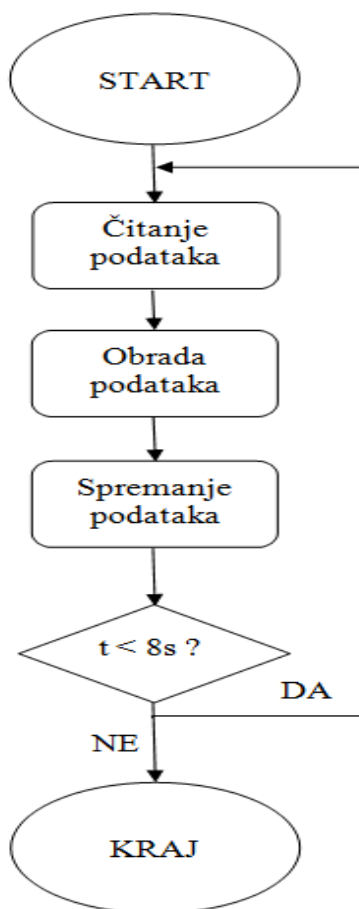 START
Čitanje
podataka
Obrada
podataka
Spremanje
podataka
t < 8s ?
DA
NE
KRAJ